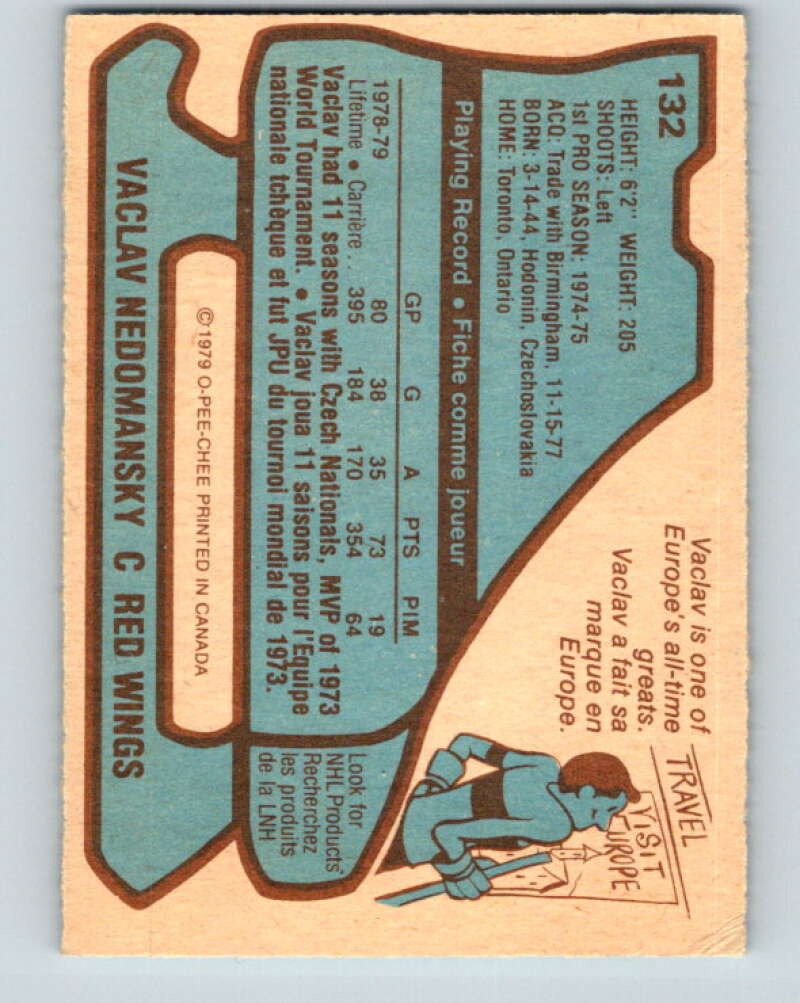 132
HEIGHT: 6'2" WEIGHT: 205
SHOOTS: Left
1st PRO SEASON: 1974-75
ACQ: Trade with Birmingham, 11-15-77
BORN: 3-14-44, Hodonin, Czechoslovakia
HOME: Toronto, Ontario
Vaclav is one of
Europe's all-time
greats.
Vaclav a fait sa
marque en
Europe.
TRAVEL
VISIT
EUROPE
Playing Record • Fiche comme joueur
GP G A PTS PIM
1978-79 80 38 35 73 19
Lifetime • Carrière .. 395 184 170 354 64
Vaclav had 11 seasons with Czech Nationals, MVP of 1973
World Tournament. • Vaclav joua 11 saisons pour l'Equipe
nationale tchèque et fut JPU du tournoi mondial de 1973.
Look for
NHL Products
Recherchez
les produits
de la LNH
©1979 O-PEE-CHEE PRINTED IN CANADA
VACLAV NEDOMANSKY C RED WINGS